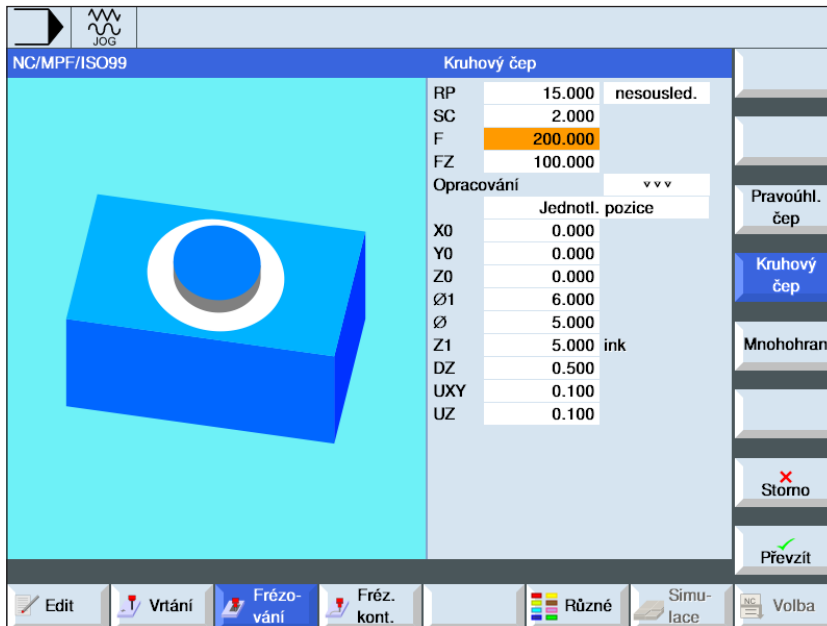 JOG
NC/MPF/ISO99
Kruhový čep
RP 15.000 nesousled.
SC 2.000
F 200.000
FZ 100.000
Opracování ▿▿▿
Jednotl. pozice
X0 0.000
Y0 0.000
Z0 0.000
Ø1 6.000
Ø 5.000
Z1 5.000 ink
DZ 0.500
UXY 0.100
UZ 0.100
Pravoúhl.
čep
Kruhový
čep
Mnohohran
Storno
Převzít
Edit
Vrtání
Frézo-
vání
Fréz.
kont.
Různé
Simu-
lace
NC
Volba